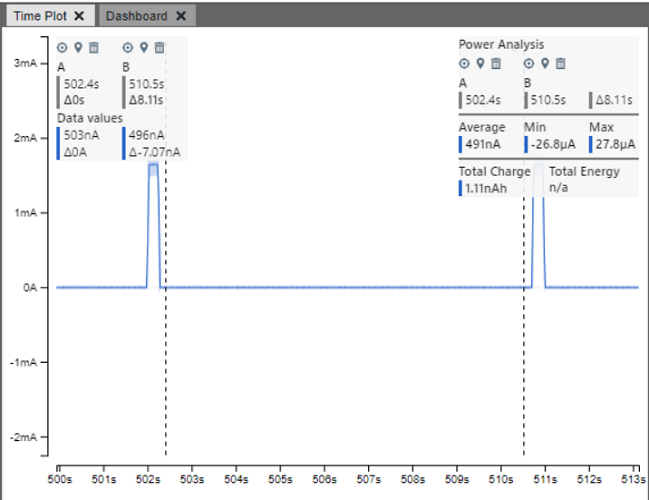 Time Plot ✕ Dashboard ✕
A B
502.4s 510.5s
Δ0s Δ8.11s
Data values
503nA 496nA
Δ0A Δ-7.07nA
Power Analysis
A B
502.4s 510.5s Δ8.11s
Average Min Max
491nA -26.8µA 27.8µA
Total Charge Total Energy
1.11nAh n/a
3mA
2mA
1mA
0A
-1mA
-2mA
500s 501s 502s 503s 504s 505s 506s 507s 508s 509s 510s 511s 512s 513s